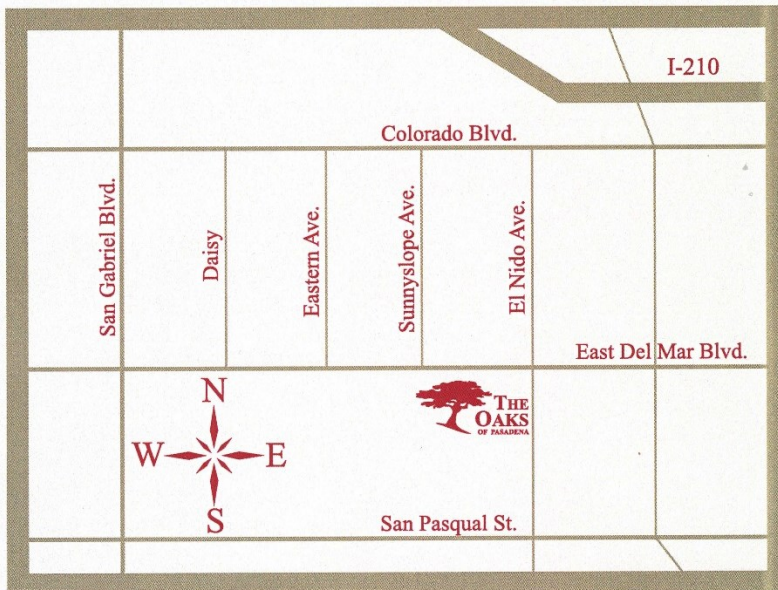 I-210
Colorado Blvd.
San Gabriel Blvd.
Daisy
Eastern Ave.
Sunnyslope Ave.
El Nido Ave.
East Del Mar Blvd.
N
W
E
S
THE
OAKS
OF PASADENA
San Pasqual St.